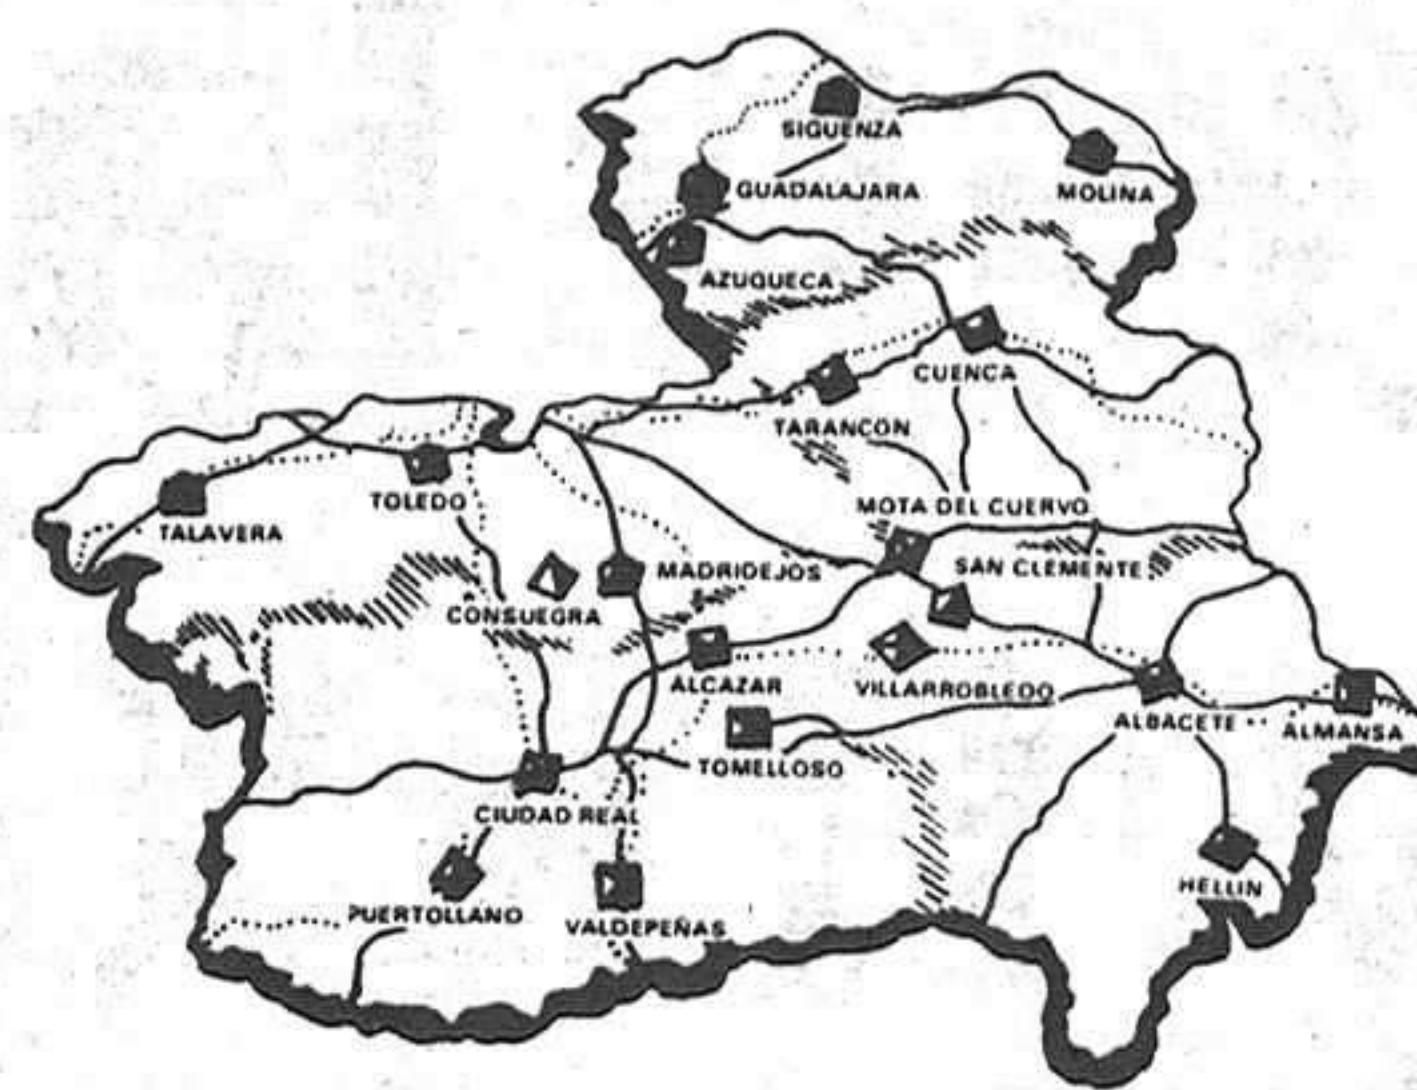 SIGUENZA
GUADALAJARA
MOLINA
AZUQUECA
CUENCA
TARANCON
TOLEDO
TALAVERA
MOTA DEL CUERVO
MADRIDEJOS
SAN CLEMENTE
CONSUEGRA
ALCAZAR
VILLARROBLEDO
ALBACETE
ALMANSA
TOMELLOSO
CIUDAD REAL
HELLIN
PUERTOLLANO
VALDEPEÑAS